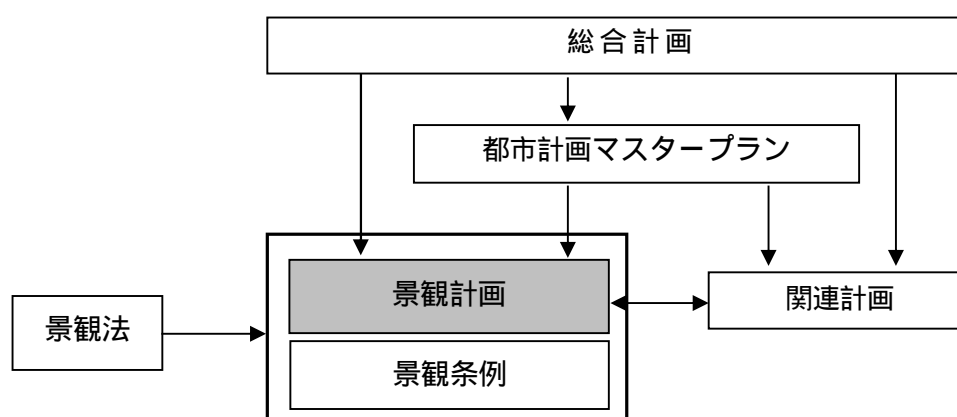 総合計画
都市計画マスタープラン
景観計画
関連計画
景観法
景観条例